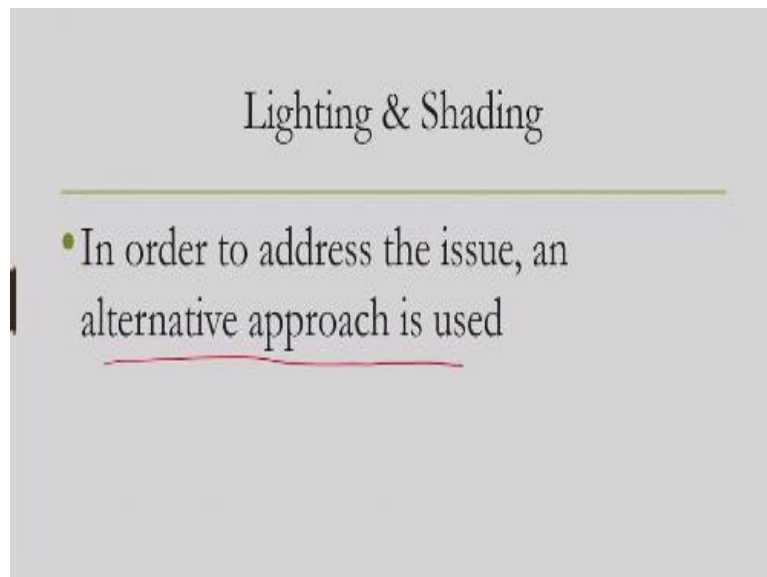 Lighting & Shading
•In order to address the issue, an
alternative approach is used